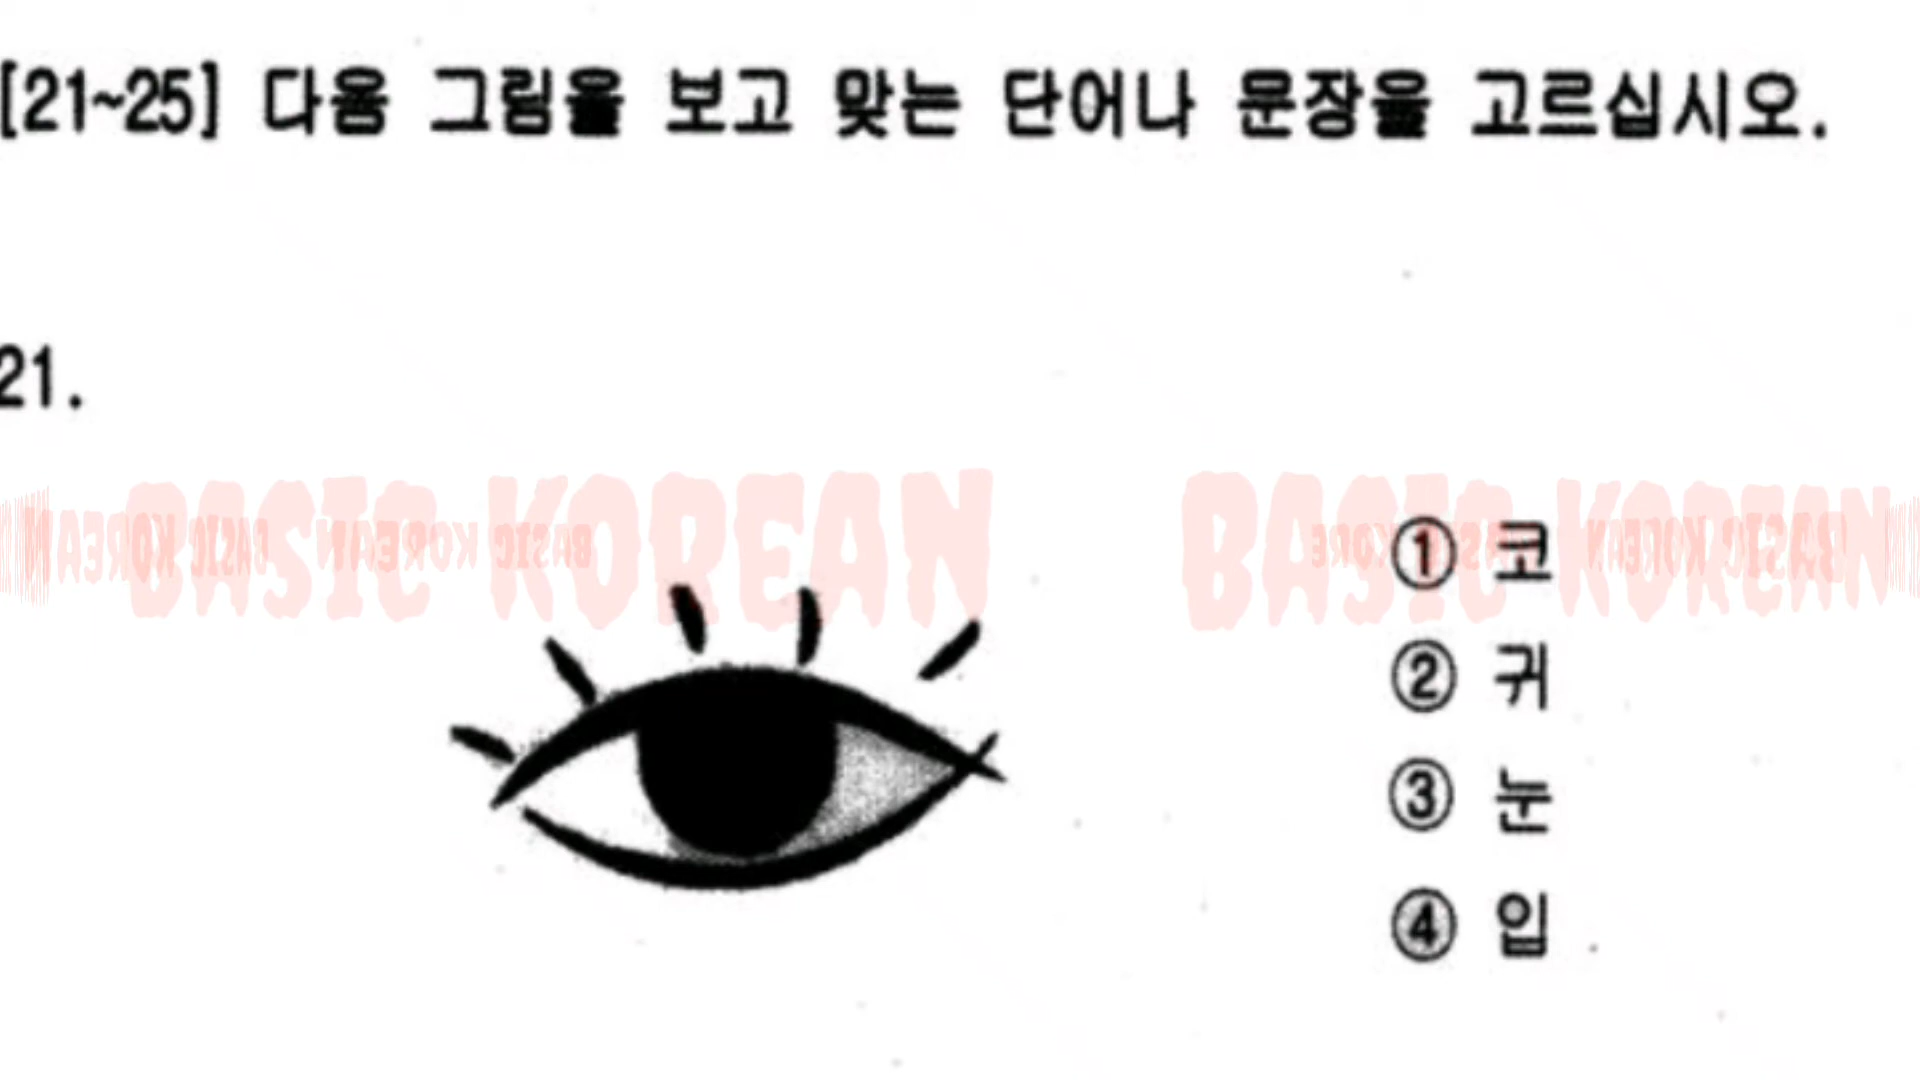 [21~25] 다음 그림을 보고 맞는 단어나 문장을 고르십시오.
21.
BASIC KOREAN BASIC KOREAN
① 코
② 귀
③ 눈
④ 입